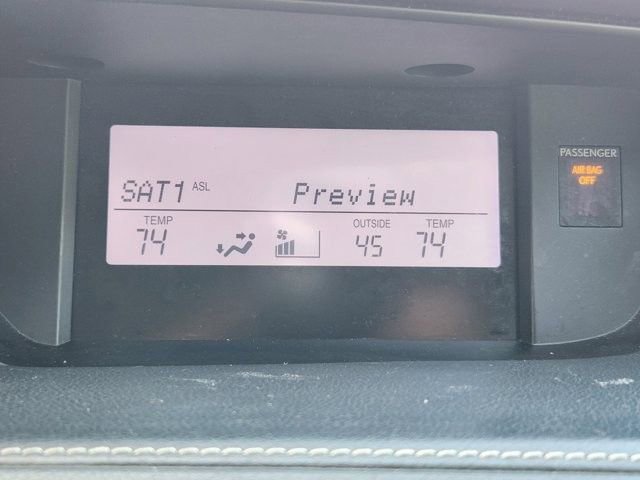 PASSENGER
AIR BAG
OFF
SAT1 ASL Preview
TEMP OUTSIDE TEMP
74 45 74